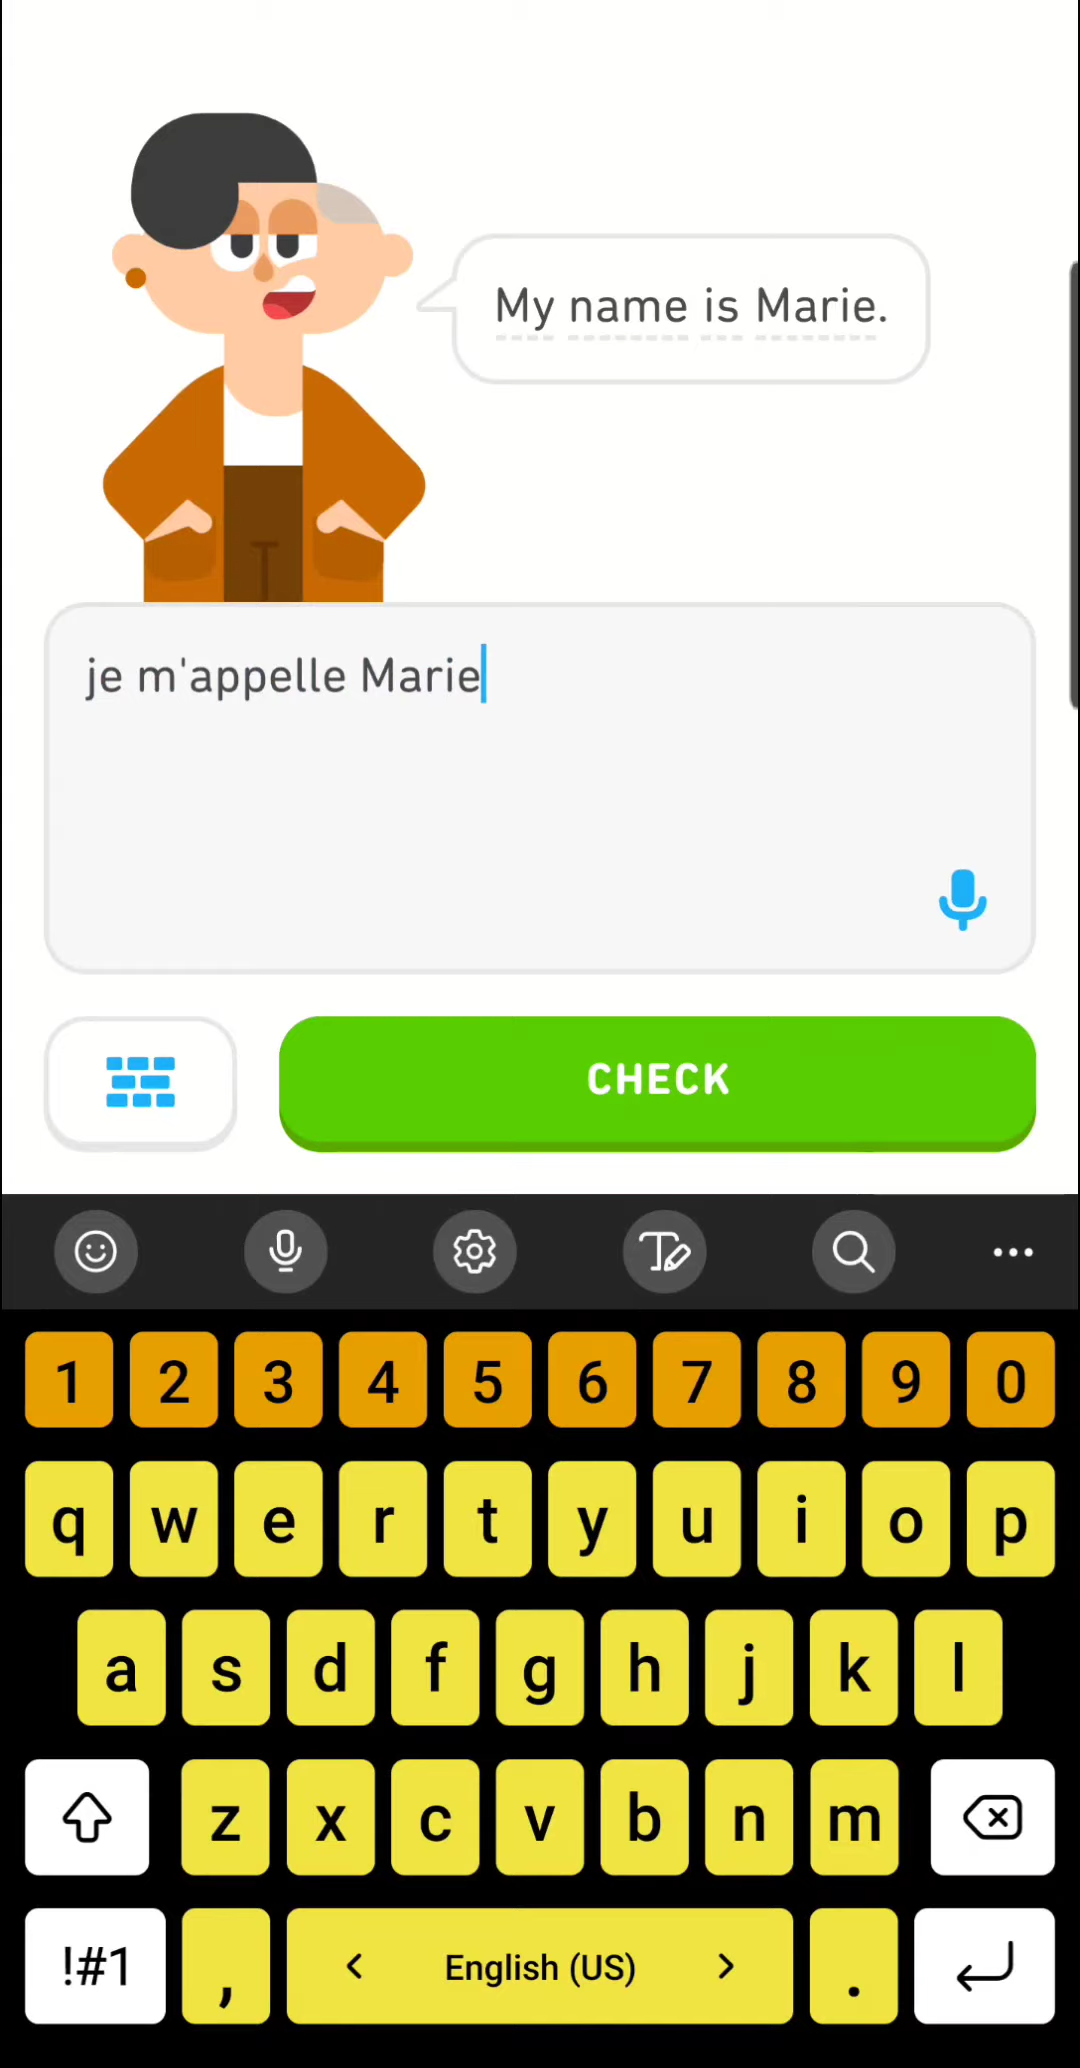 My name is Marie.
je m'appelle Marie
CHECK
1 2 3 4 5 6 7 8 9 0
q w e r t y u i o p
a s d f g h j k l
z x c v b n m
!#1 , < English (US) > .